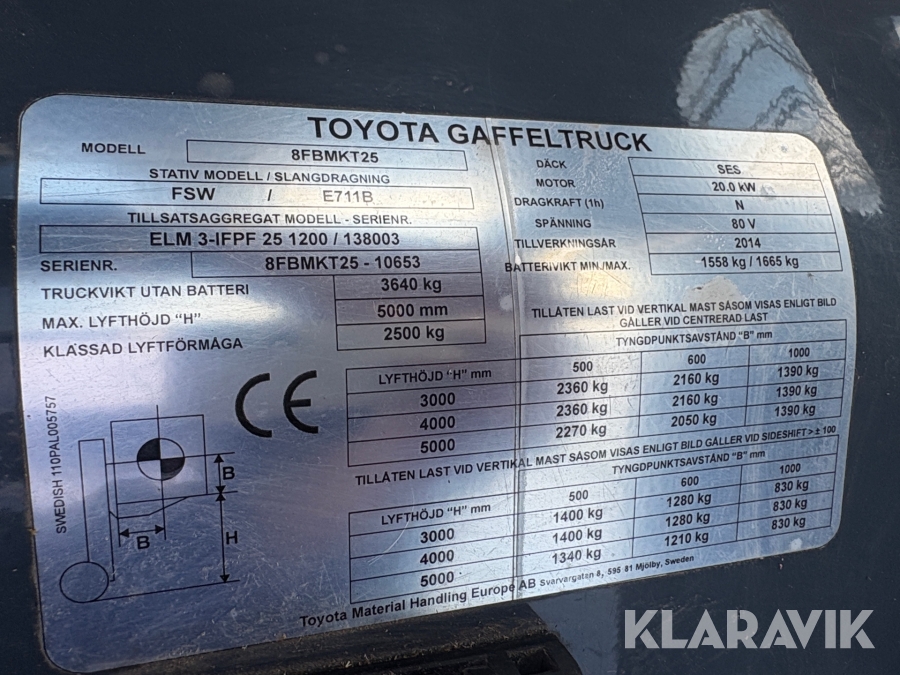 TOYOTA GAFFELTRUCK
MODELL 8FBMKT25
STATIV MODELL / SLANGDRAGNING
FSW / E711B
TILLSATSAGGREGAT MODELL - SERIENR.
ELM 3-IFPF 25 1200 / 138003
SERIENR. 8FBMKT25 - 10653
TRUCKVIKT UTAN BATTERI 3640 kg
MAX. LYFTHÖJD “H” 5000 mm
KLASSAD LYFTFÖRMÅGA 2500 kg
DÄCK SES
MOTOR 20.0 kW
DRAGKRAFT (1h) N
SPÄNNING 80 V
TILLVERKNINGSÅR 2014
BATTERIVIKT MIN./MAX. 1558 kg / 1665 kg
CE
SWEDISH 110PAL005757
B
B
H
TILLÅTEN LAST VID VERTIKAL MAST SÅSOM VISAS ENLIGT BILD
GÄLLER VID CENTRERAD LAST
TYNGDPUNKTSAVSTÅND “B” mm
LYFTHÖJD “H” mm 500 600 1000
3000 2360 kg 2160 kg 1390 kg
4000 2360 kg 2160 kg 1390 kg
5000 2270 kg 2050 kg 1390 kg
TILLÅTEN LAST VID VERTIKAL MAST SÅSOM VISAS ENLIGT BILD GÄLLER VID SIDESHIFT > ± 100
TYNGDPUNKTSAVSTÅND “B” mm
LYFTHÖJD “H” mm 500 600 1000
3000 1400 kg 1280 kg 830 kg
4000 1400 kg 1280 kg 830 kg
5000 1340 kg 1210 kg 830 kg
Toyota Material Handling Europe AB Svarvargatan 8, 595 81 Mjölby, Sweden
KLARAVIK